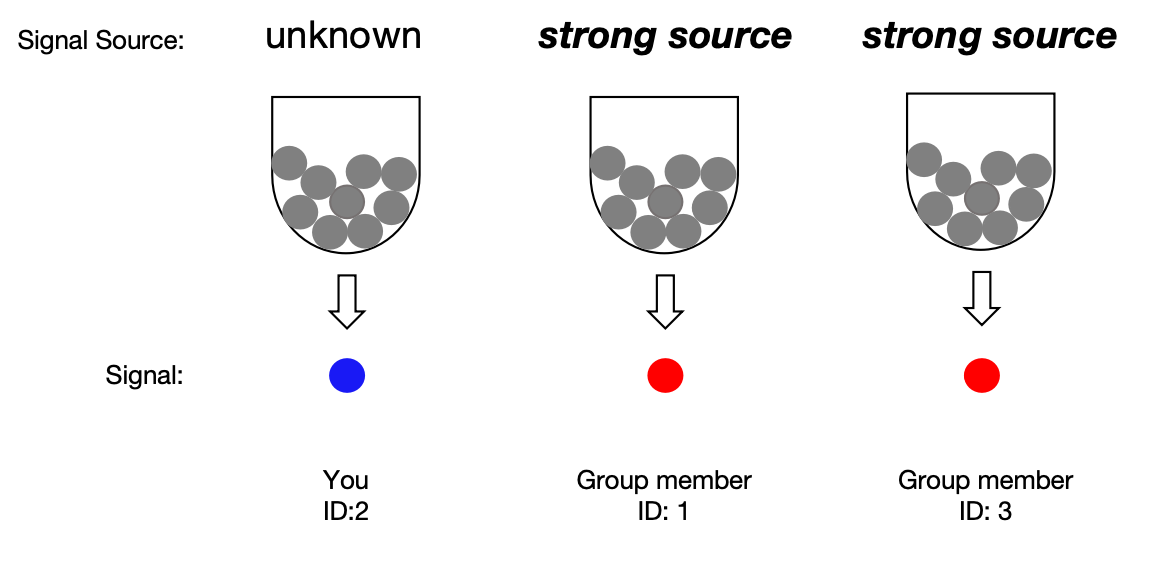 Signal Source: unknown strong source strong source
Signal:
You Group member Group member
ID:2 ID: 1 ID: 3